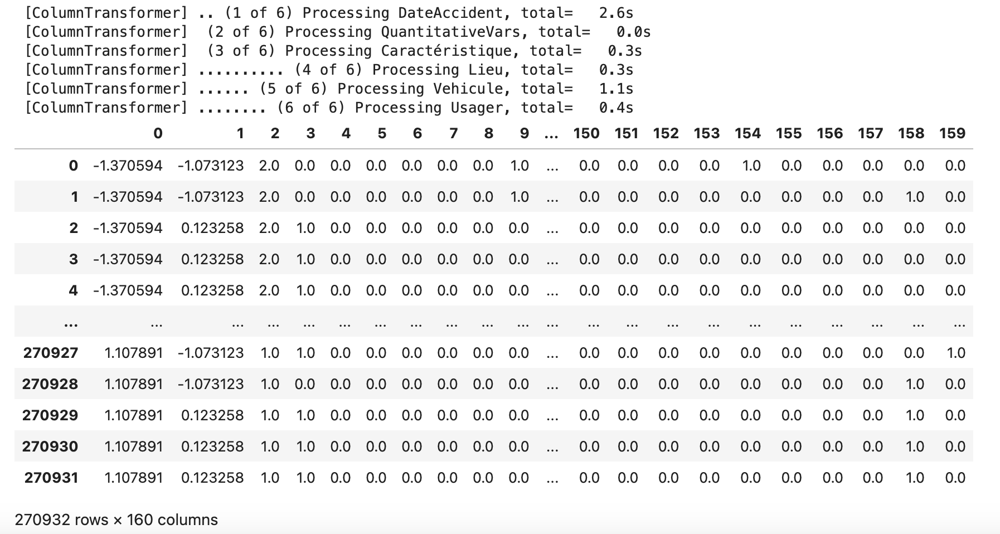 [ColumnTransformer] .. (1 of 6) Processing DateAccident, total=   2.6s
[ColumnTransformer]  (2 of 6) Processing QuantitativeVars, total=   0.0s
[ColumnTransformer]  (3 of 6) Processing Caractéristique, total=   0.3s
[ColumnTransformer] .......... (4 of 6) Processing Lieu, total=   0.3s
[ColumnTransformer] ...... (5 of 6) Processing Vehicule, total=   1.1s
[ColumnTransformer] ........ (6 of 6) Processing Usager, total=   0.4s
0 1 2 3 4 5 6 7 8 9 ... 150 151 152 153 154 155 156 157 158 159
0 -1.370594 -1.073123 2.0 0.0 0.0 0.0 0.0 0.0 0.0 1.0 ... 0.0 0.0 0.0 0.0 1.0 0.0 0.0 0.0 0.0 0.0
1 -1.370594 -1.073123 2.0 0.0 0.0 0.0 0.0 0.0 0.0 1.0 ... 0.0 0.0 0.0 0.0 0.0 0.0 0.0 0.0 1.0 0.0
2 -1.370594 0.123258 2.0 1.0 0.0 0.0 0.0 0.0 0.0 0.0 ... 0.0 0.0 0.0 0.0 0.0 0.0 0.0 0.0 0.0 0.0
3 -1.370594 0.123258 2.0 1.0 0.0 0.0 0.0 0.0 0.0 0.0 ... 0.0 0.0 0.0 0.0 0.0 0.0 0.0 0.0 0.0 0.0
4 -1.370594 0.123258 2.0 1.0 0.0 0.0 0.0 0.0 0.0 0.0 ... 0.0 0.0 0.0 0.0 0.0 0.0 0.0 0.0 0.0 0.0
... ... ... ... ... ... ... ... ... ... ... ... ... ... ... ... ... ... ... ... ... ...
270927 1.107891 -1.073123 1.0 1.0 0.0 0.0 0.0 0.0 0.0 0.0 ... 0.0 0.0 0.0 0.0 0.0 0.0 0.0 0.0 0.0 1.0
270928 1.107891 -1.073123 1.0 0.0 0.0 0.0 0.0 0.0 0.0 0.0 ... 0.0 0.0 0.0 0.0 0.0 0.0 0.0 0.0 1.0 0.0
270929 1.107891 0.123258 1.0 1.0 0.0 0.0 0.0 0.0 0.0 0.0 ... 0.0 0.0 0.0 0.0 0.0 0.0 0.0 0.0 1.0 0.0
270930 1.107891 0.123258 1.0 1.0 0.0 0.0 0.0 0.0 0.0 0.0 ... 0.0 0.0 0.0 0.0 0.0 0.0 0.0 0.0 1.0 0.0
270931 1.107891 0.123258 1.0 1.0 0.0 0.0 0.0 0.0 0.0 0.0 ... 0.0 0.0 0.0 0.0 0.0 0.0 0.0 0.0 1.0 0.0
270932 rows × 160 columns